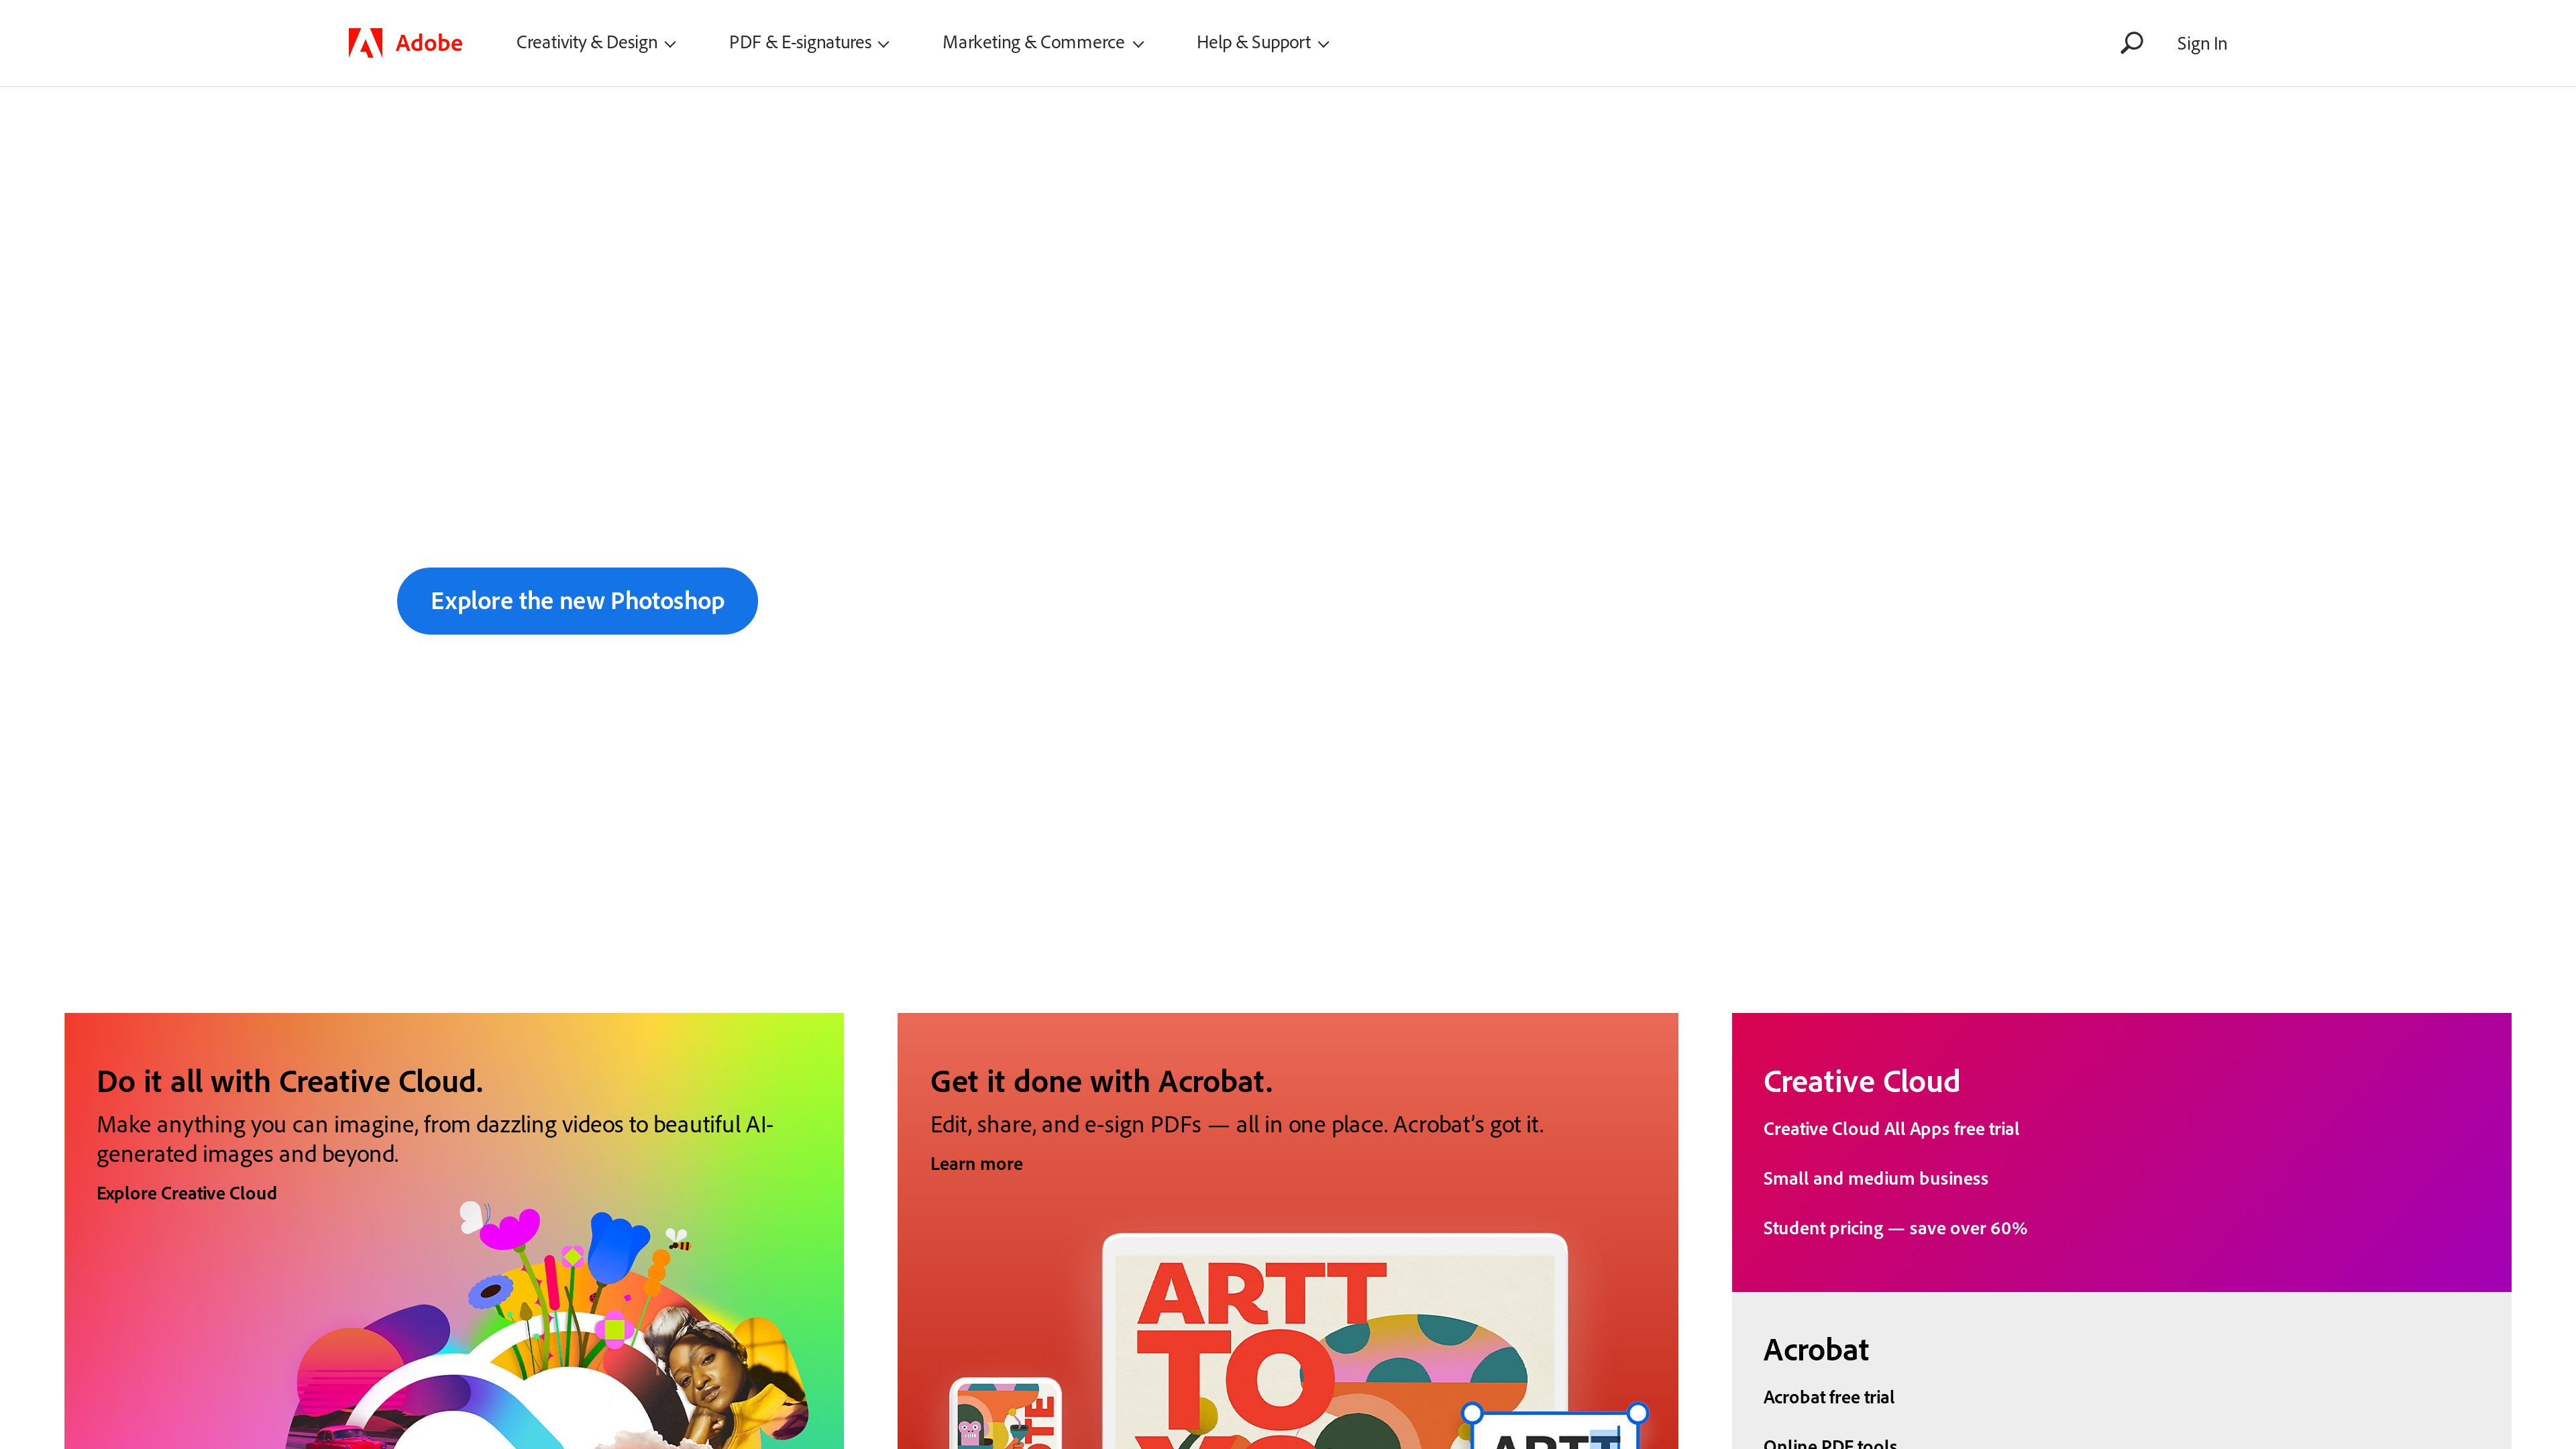 Adobe
Creativity & Design
PDF & E-signatures
Marketing & Commerce
Help & Support
Sign In
Explore the new Photoshop
Do it all with Creative Cloud.
Make anything you can imagine, from dazzling videos to beautiful AI-
generated images and beyond.
Explore Creative Cloud
Get it done with Acrobat.
Edit, share, and e-sign PDFs — all in one place. Acrobat’s got it.
Learn more
ARTT
TO
Creative Cloud
Creative Cloud All Apps free trial
Small and medium business
Student pricing — save over 60%
Acrobat
Acrobat free trial
Online PDF tools